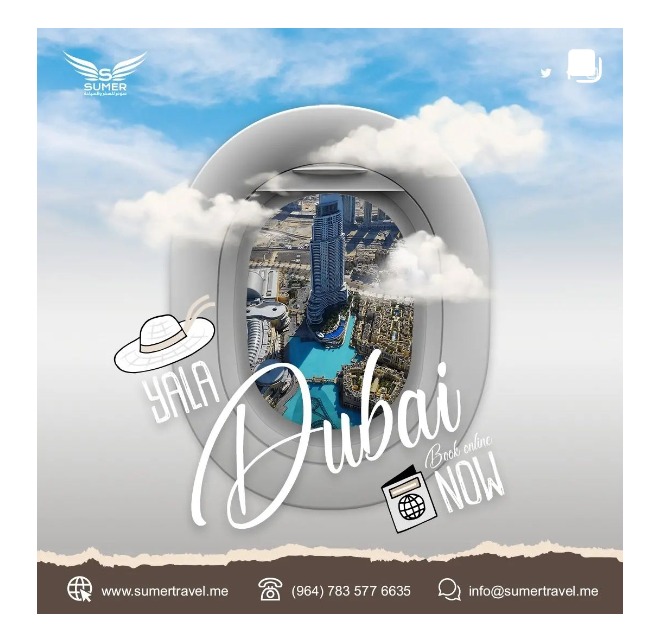 S
SUMER
YALA
Dubai
Book online
NOW
www.sumertravel.me
(964) 783 577 6635
info@sumertravel.me